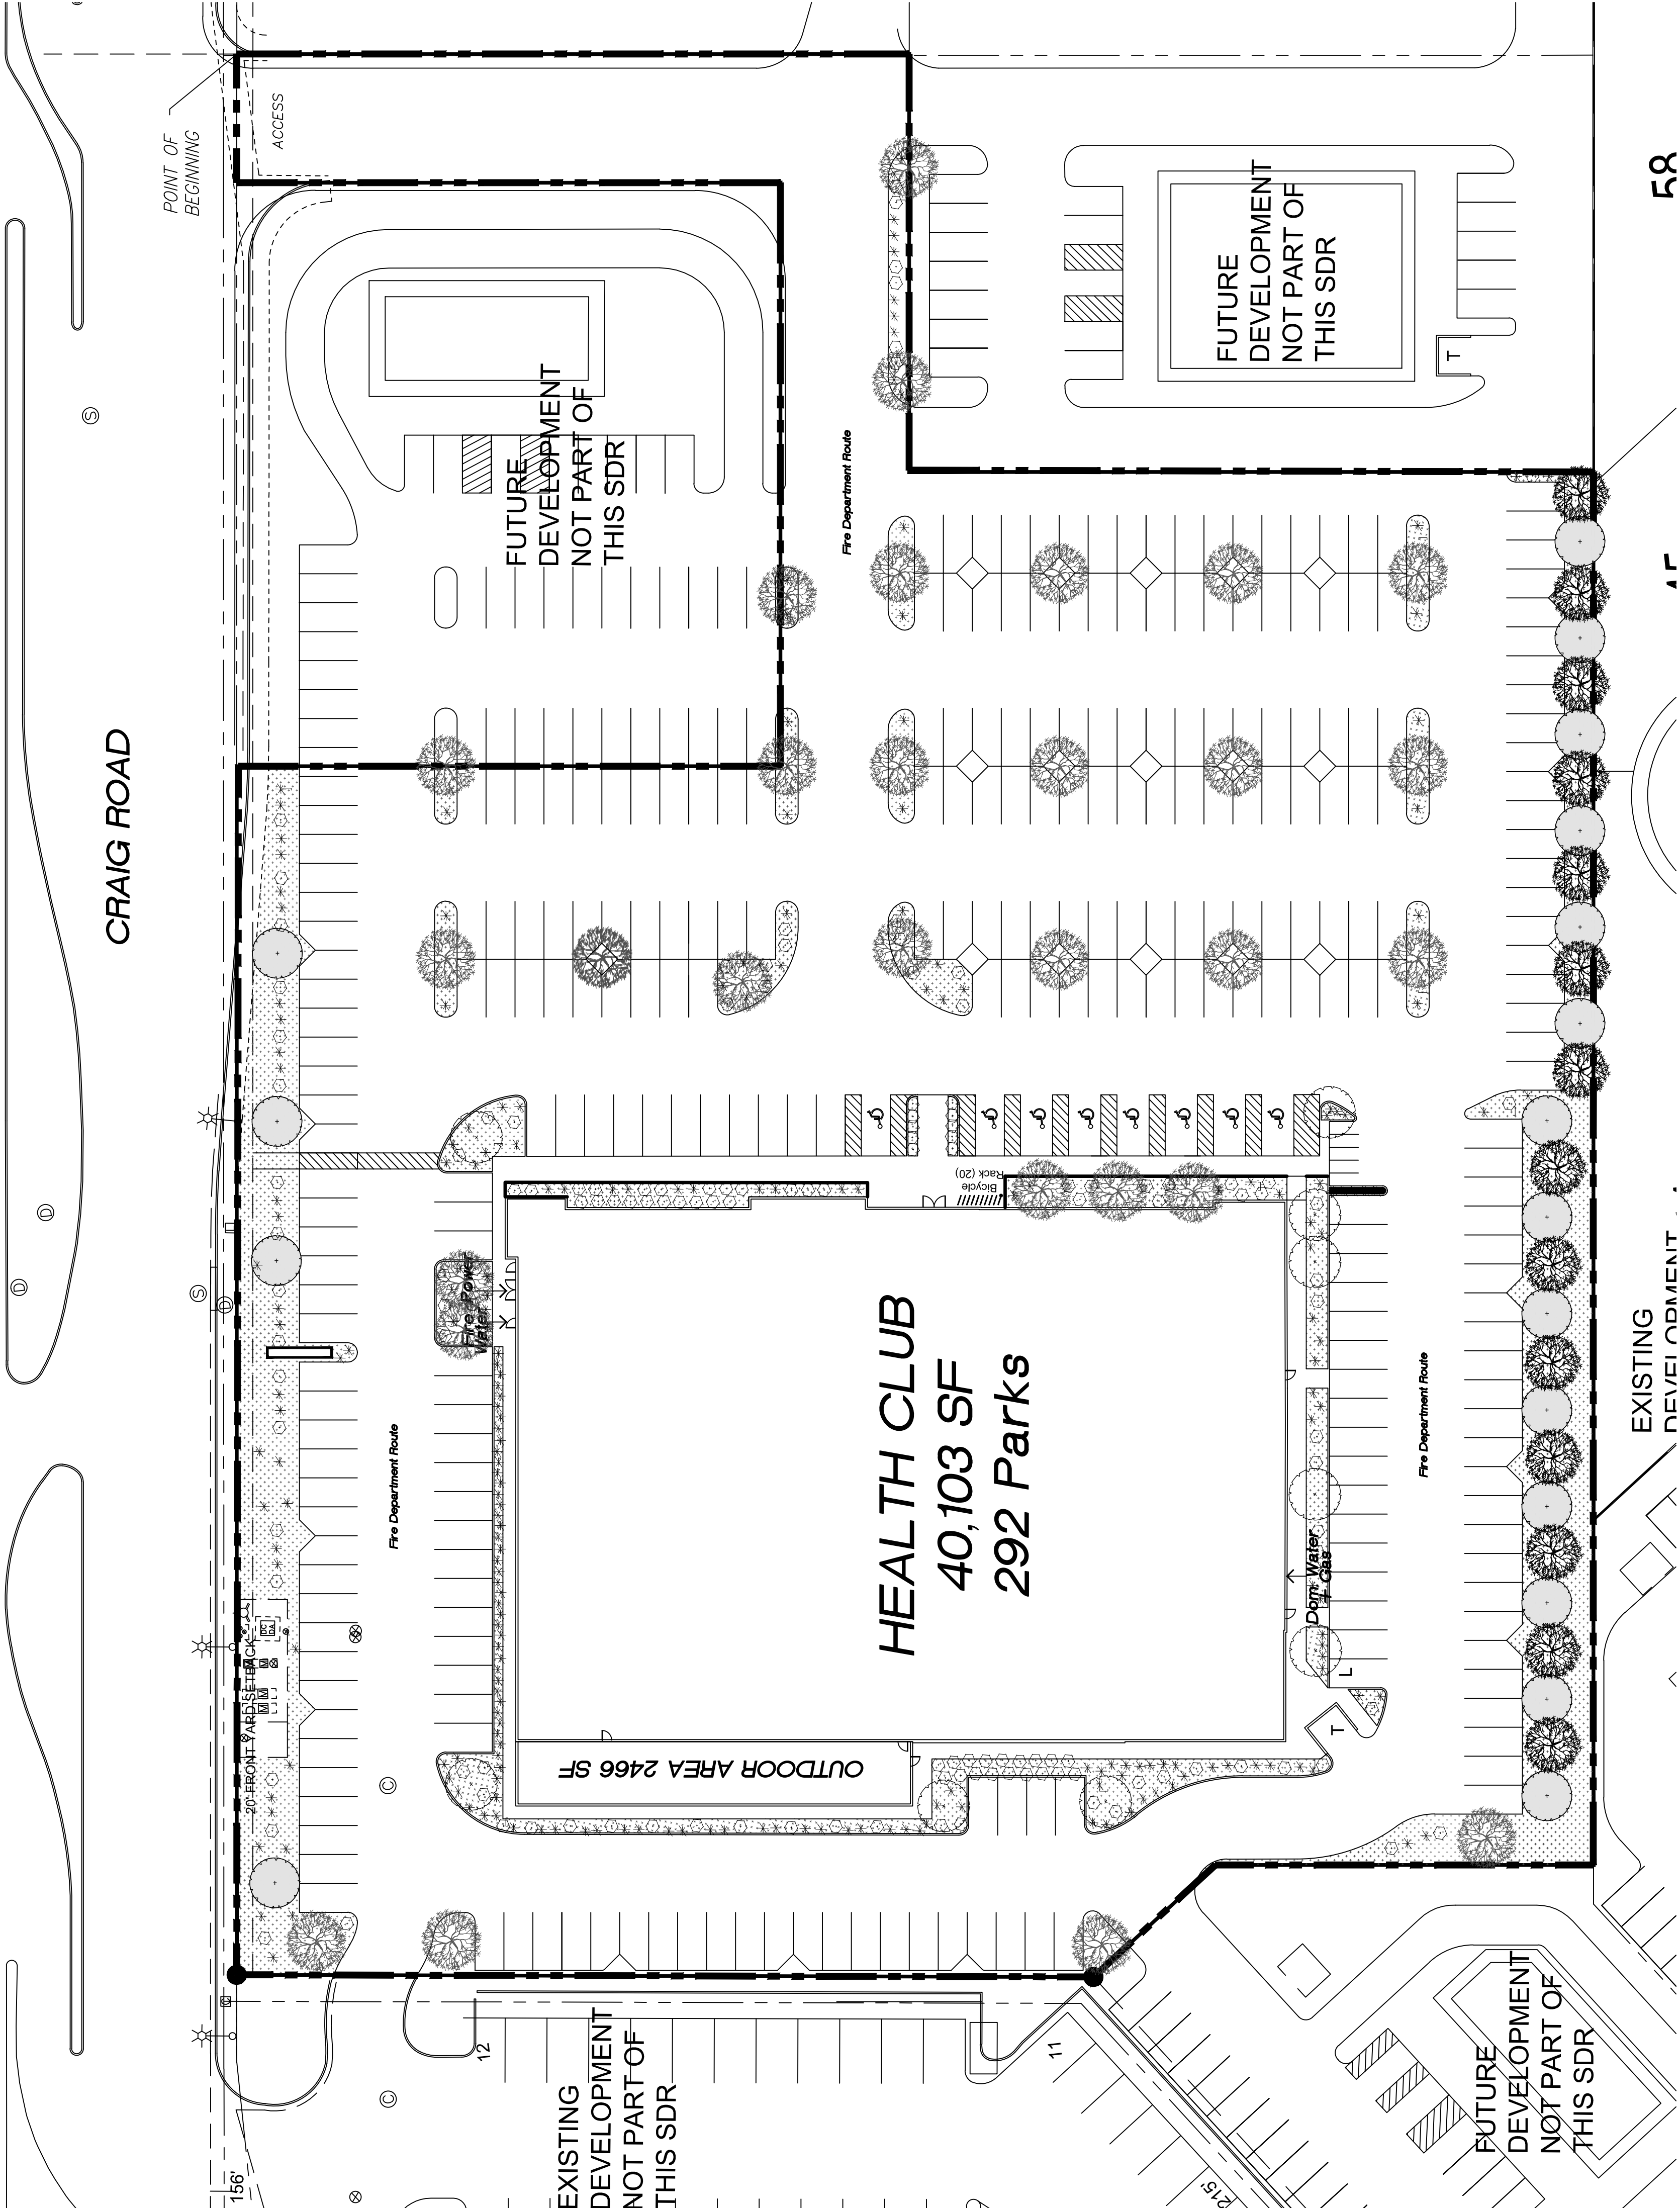 POINT OF
BEGINNING
ACCESS
CRAIG ROAD
FUTURE
DEVELOPMENT
NOT PART OF
THIS SDR
FUTURE
DEVELOPMENT
NOT PART OF
THIS SDR
T
58
Fire Department Route
Bicycle
Rack (20)
Fire Power
Water
HEALTH CLUB
40,103 SF
292 Parks
Fire Department Route
Fire Department Route
Dom. Water
+ Gas
OUTDOOR AREA 2466 SF
20' FRONT YARD SETBACK
L
T
S
D
D
S
D
C
C
M
M
M
M
EXISTING
DEVELOPMENT
12
11
EXISTING
DEVELOPMENT
NOT PART OF
THIS SDR
FUTURE
DEVELOPMENT
NOT PART OF
THIS SDR
156'
215'